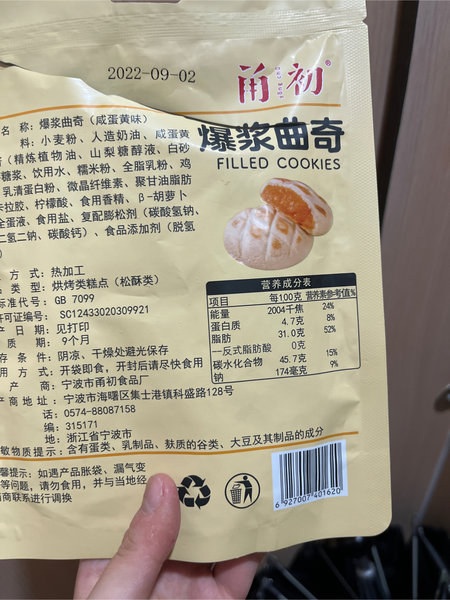 2022-09-02
甬初®
爆浆曲奇
FILLED COOKIES
名 称：爆浆曲奇（咸蛋黄味）
料：小麦粉、人造奶油、咸蛋黄
（精炼植物油、山梨糖醇液、白砂
糖浆、饮用水、糯米粉、全脂乳粉、鸡
乳清蛋白粉、微晶纤维素、聚甘油脂肪
卡拉胶、柠檬酸、食用香精、β-胡萝卜
全蛋液、食用盐、复配膨松剂（碳酸氢钠、
二氢二钠、碳酸钙）、食品添加剂（脱氢
方 式：热加工
类 型：烘烤类糕点（松酥类）
标准代号：GB 7099
许可证编号：SC12433020309921
产 日 期：见打印
质 期：9个月
存 条 件：阴凉、干燥处避光保存
用 方 法：开袋即食，开封后请尽快食用
产 商：宁波市甬初食品厂
产 商 地 址：宁波市海曙区集士港镇科盛路128号
话：0574-88087158
编：315171
地：浙江省宁波市
敏物质提示：含有蛋类、乳制品、麸质的谷类、大豆及其制品的成分
馨提示：如遇产品胀袋、漏气变
等问题，请勿食用，并与当地经
商联系进行调换
营养成分表
项目 每100克 营养素参考值%
能量 2004千焦 24%
蛋白质 4.7克 8%
脂肪 31.0克 52%
—反式脂肪酸 0克
碳水化合物 45.7克 15%
钠 174毫克 9%
6 927007 401620